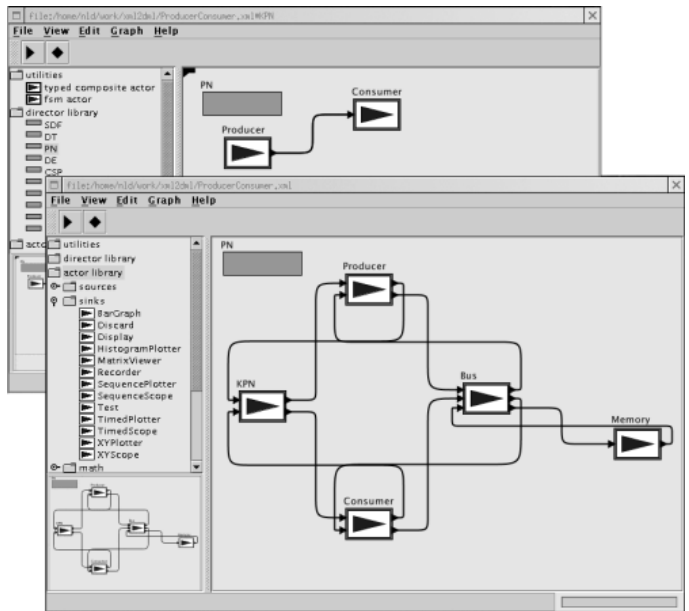 file:/home/nld/work/xml2dml/ProducerConsumer.xml#KPN
File View Edit Graph Help
utilities
typed composite actor
fsm actor
director library
SDF
DT
PN
DE
CSP
acto
PN
Producer
Consumer
file:/home/nld/work/xml2dml/ProducerConsumer.xml
File View Edit Graph Help
utilities
director library
actor library
sources
sinks
BarGraph
Discard
Display
HistogramPlotter
MatrixViewer
Recorder
SequencePlotter
SequenceScope
Test
TimedPlotter
TimedScope
XYPlotter
XYScope
math
PN
Producer
KPN
Bus
Memory
Consumer